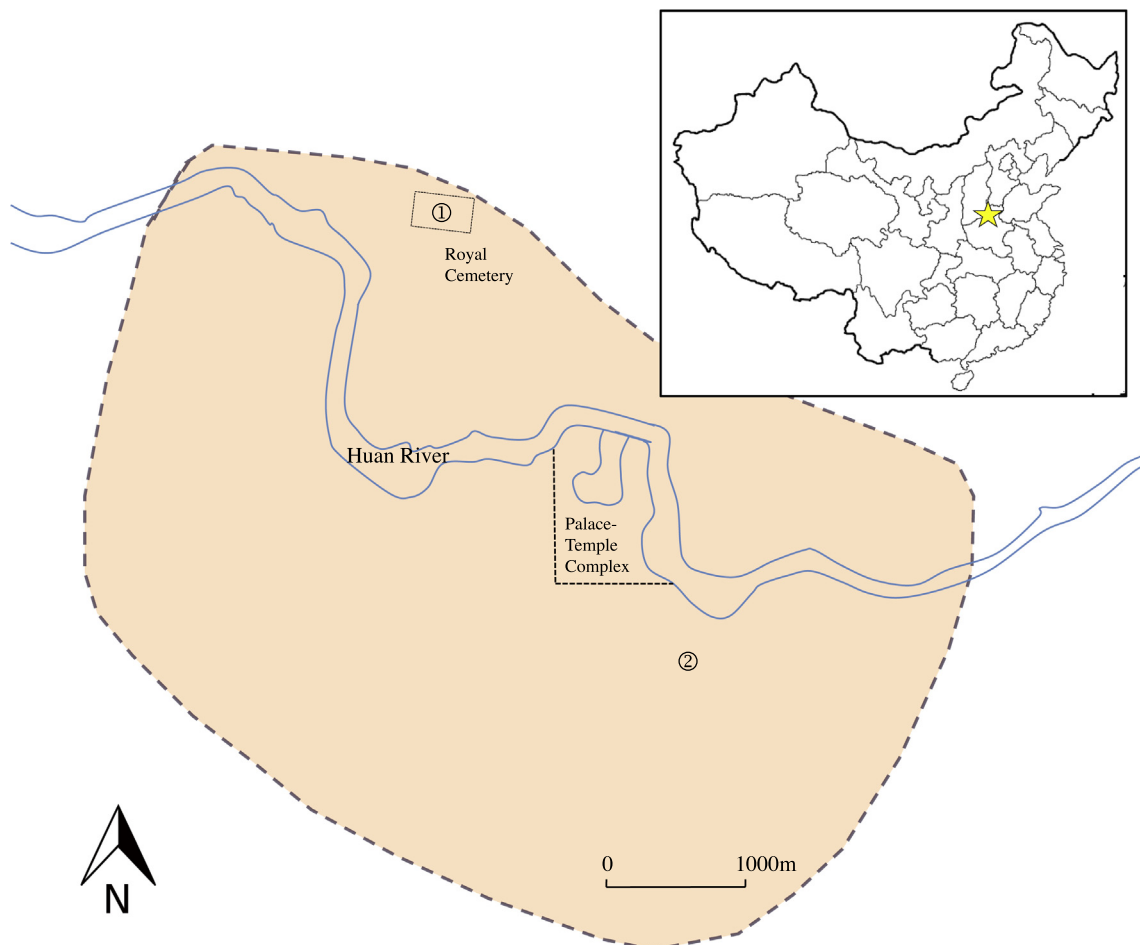 ①
Royal
Cemetery
Huan River
Palace-
Temple
Complex
②
0 1000m
N